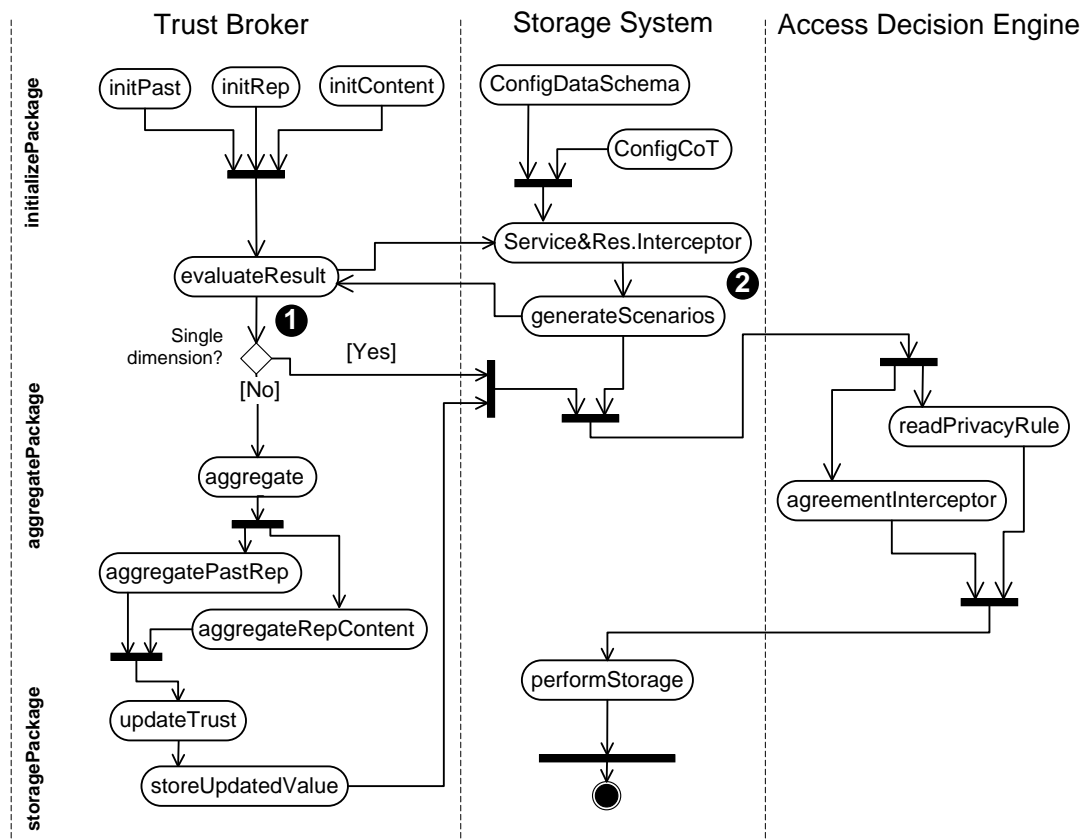 Trust Broker
Storage System
Access Decision Engine
initializePackage
initPast
initRep
initContent
ConfigDataSchema
ConfigCoT
Service&Res.Interceptor
evaluateResult
2
1
generateScenarios
Single
dimension?
[Yes]
[No]
aggregatePackage
readPrivacyRule
aggregate
agreementInterceptor
aggregatePastRep
aggregateRepContent
storagePackage
performStorage
updateTrust
storeUpdatedValue